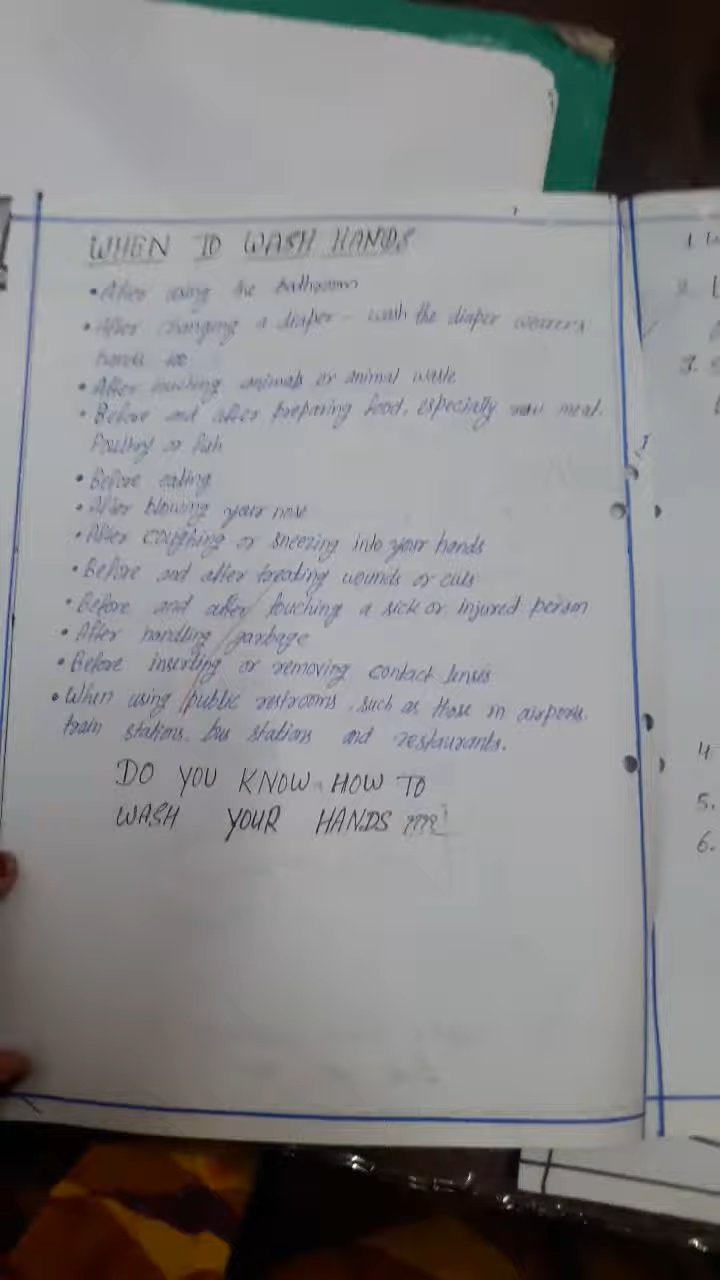 WHEN TO WASH HANDS
• After using the bathroom
• After changing a diaper - wash the diaper wearer's
hands too
• After touching animals or animal waste
• Before and after preparing food, especially raw meat,
Poultry or fish
• Before eating
• After blowing your nose
• After coughing or sneezing into your hands
• Before and after treating wounds or cuts
• Before and after touching a sick or injured person
• After handling garbage
• Before inserting or removing contact lenses
• When using public restrooms, such as those in airports,
train stations, bus stations and restaurants.
DO YOU KNOW HOW TO
WASH YOUR HANDS ???
1.
2.
3.
4.
5.
6.